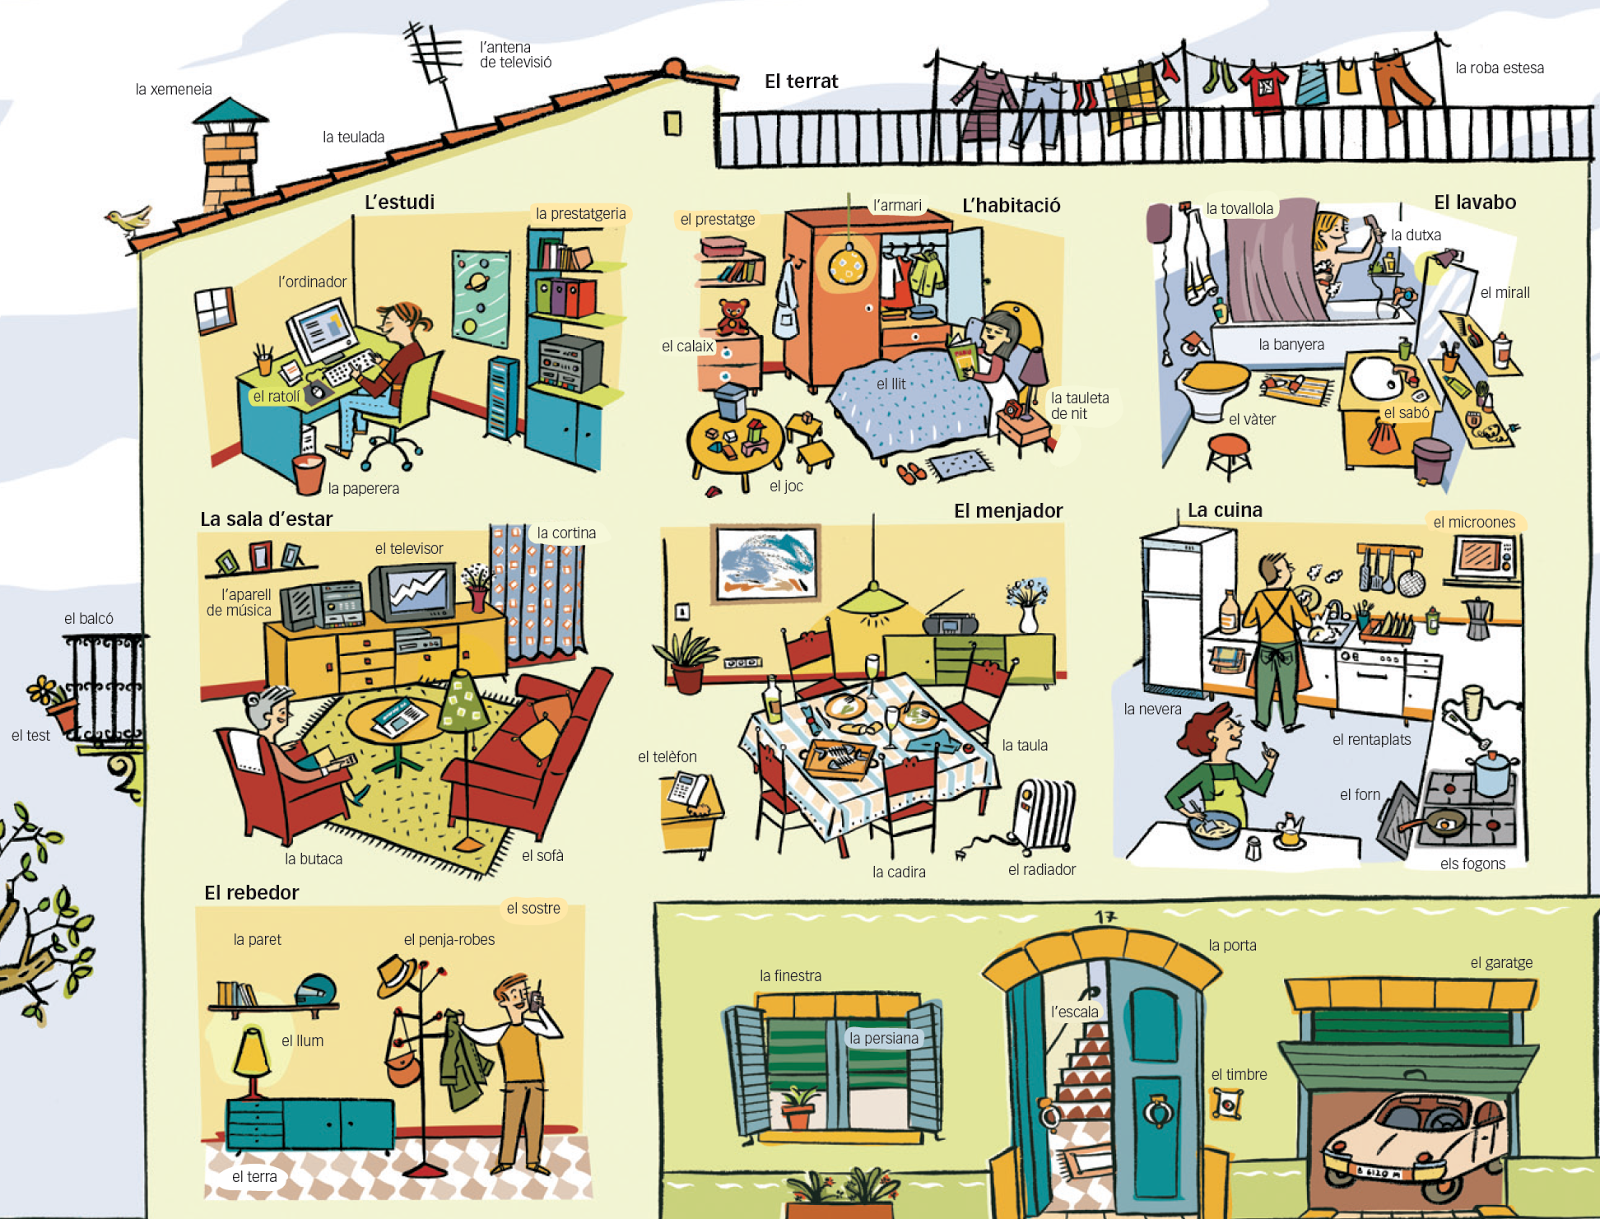 l'antena
de televisió
la xemeneia
la teulada
El terrat
la roba estesa
L'estudi
la prestatgeria
l'ordinador
el ratolí
la paperera
el prestatge
l'armari
L'habitació
el calaix
el llit
la tauleta
de nit
el joc
la tovallola
El lavabo
la dutxa
el mirall
la banyera
el vàter
el sabó
La sala d'estar
el televisor
la cortina
l'aparell
de música
la butaca
el sofà
el balcó
el test
El menjador
el telèfon
la taula
la cadira
el radiador
La cuina
el microones
la nevera
el rentaplats
el forn
els fogons
El rebedor
el sostre
la paret
el penja-robes
el llum
el terra
17
la porta
la finestra
l'escala
la persiana
el timbre
el garatge
B 6120 M